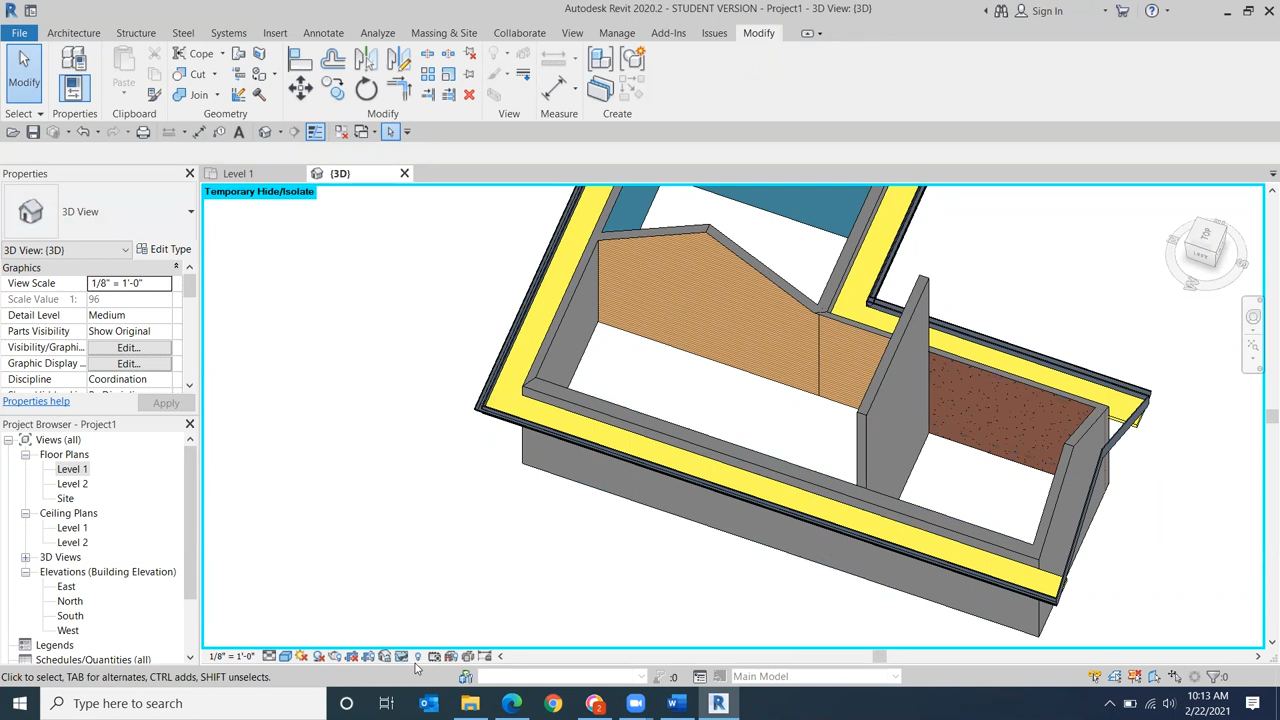 Autodesk Revit 2020.2 - STUDENT VERSION - Project1 - 3D View: {3D}
Sign In
File Architecture Structure Steel Systems Insert Annotate Analyze Massing & Site Collaborate View Manage Add-Ins Issues Modify
Modify
Paste
Cope
Cut
Join
Select Properties Clipboard Geometry Modify View Measure Create
Properties
Level 1
{3D}
Temporary Hide/Isolate
3D View
3D View: {3D}
Edit Type
Graphics
View Scale 1/8" = 1'-0"
Scale Value 1: 96
Detail Level Medium
Parts Visibility Show Original
Visibility/Graphi... Edit...
Graphic Display ... Edit...
Discipline Coordination
Properties help
Apply
Project Browser - Project1
Views (all)
Floor Plans
Level 1
Level 2
Site
Ceiling Plans
Level 1
Level 2
3D Views
Elevations (Building Elevation)
East
North
South
West
Legends
Schedules/Quantities (all)
TOP
1/8" = 1'-0"
Click to select, TAB for alternates, CTRL adds, SHIFT unselects.
:0
Main Model
:0
Type here to search
2
10:13 AM
2/22/2021